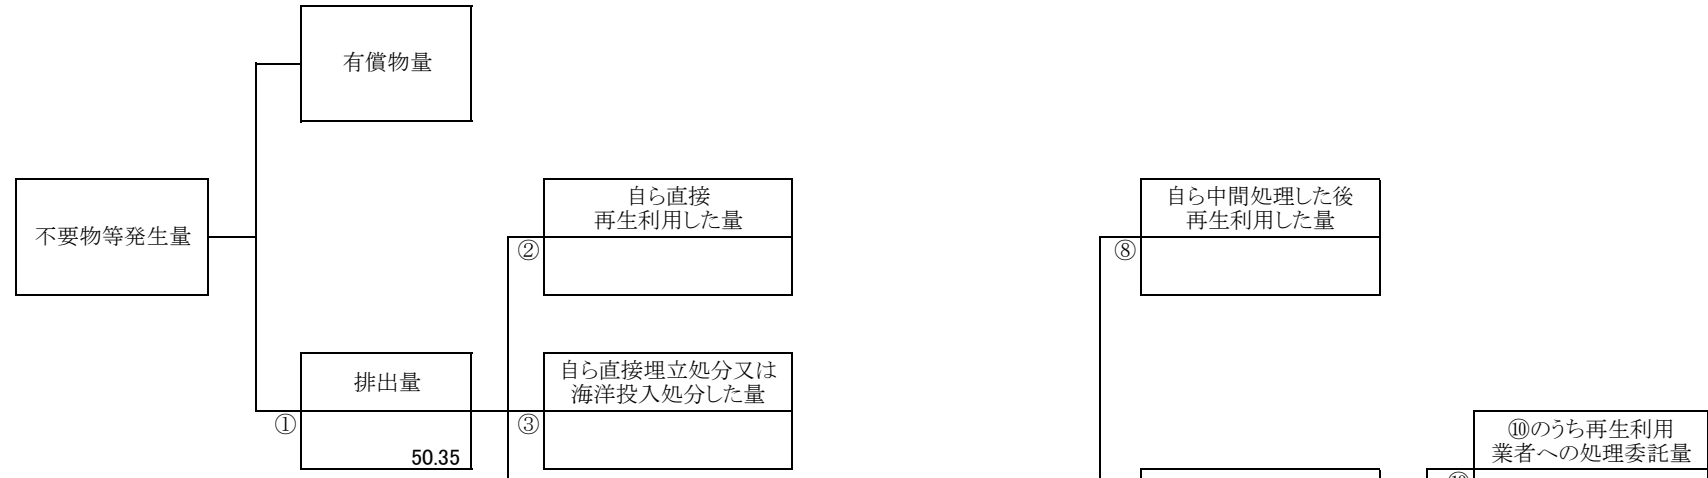 有償物量
不要物等発生量
自ら直接
再生利用した量
②
自ら中間処理した後
再生利用した量
⑧
排出量
①
50.35
自ら直接埋立処分又は
海洋投入処分した量
③
⑩のうち再生利用
業者への処理委託量